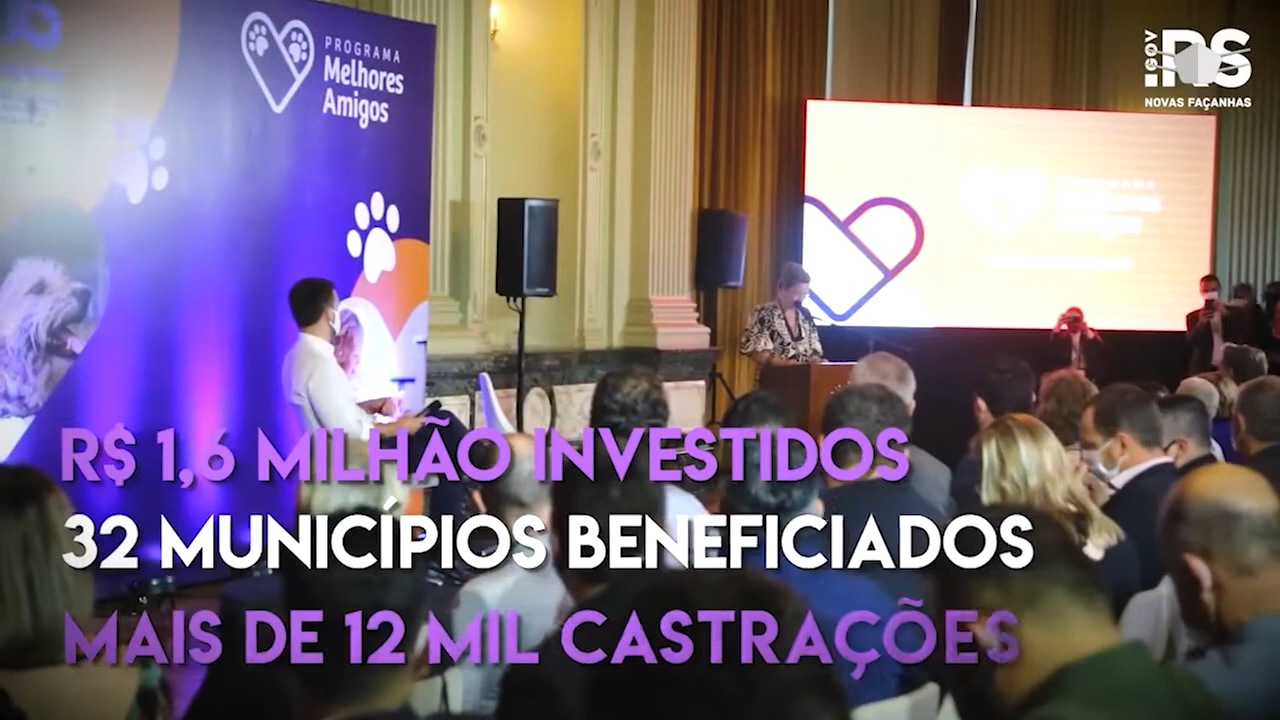 PROGRAMA
Melhores
Amigos
.GOV
RS
NOVAS FAÇANHAS
R$ 1,6 MILHÃO INVESTIDOS
32 MUNICÍPIOS BENEFICIADOS
MAIS DE 12 MIL CASTRAÇÕES